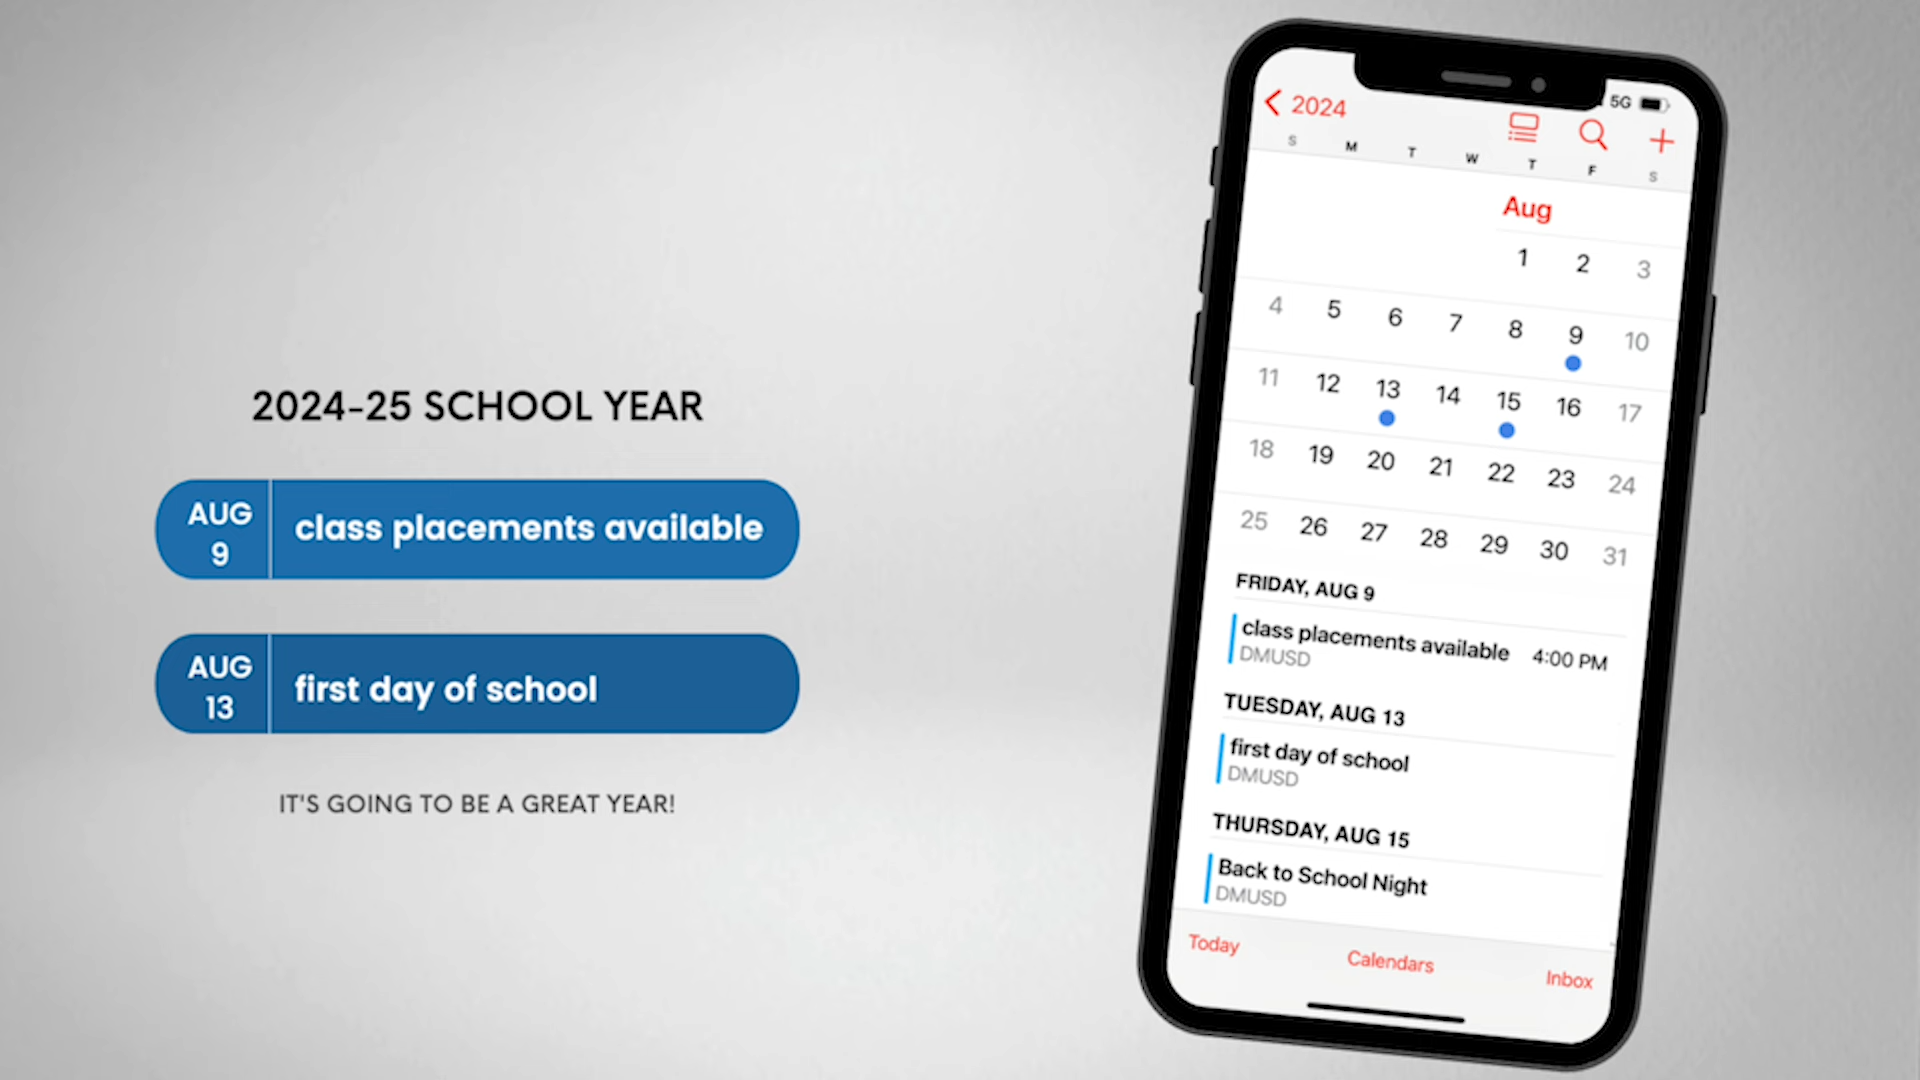 2024-25 SCHOOL YEAR
AUG
9
class placements available
AUG
13
first day of school
IT'S GOING TO BE A GREAT YEAR!
5G
2024
S M T W T F S
Aug
1 2 3
4 5 6 7 8 9 10
11 12 13 14 15 16 17
18 19 20 21 22 23 24
25 26 27 28 29 30 31
FRIDAY, AUG 9
class placements available 4:00 PM
DMUSD
TUESDAY, AUG 13
first day of school
DMUSD
THURSDAY, AUG 15
Back to School Night
DMUSD
Today Calendars Inbox